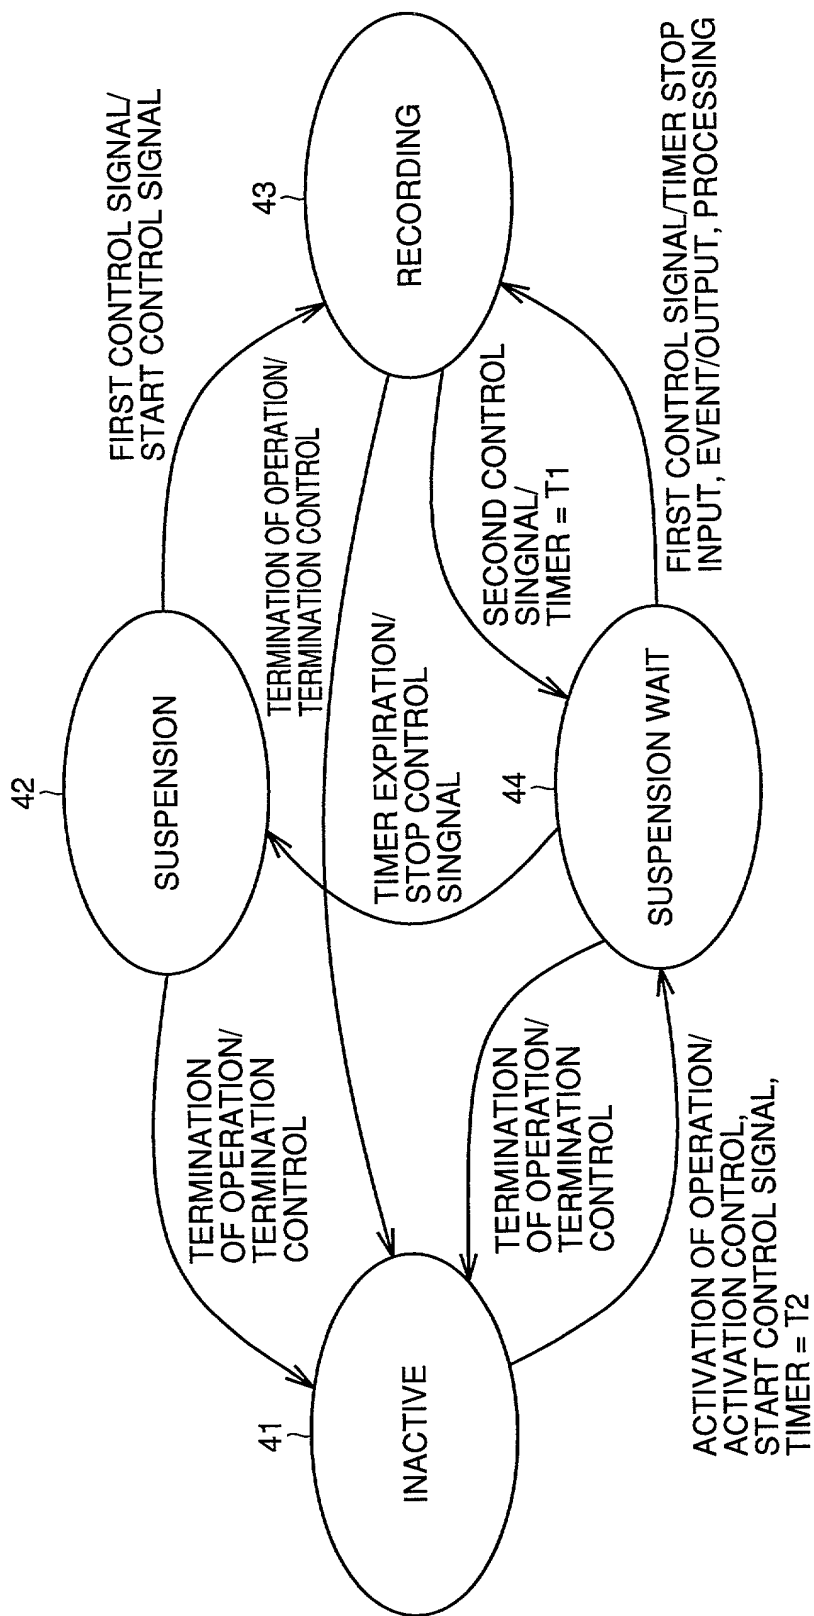 42
SUSPENSION
FIRST CONTROL SIGNAL/
START CONTROL SIGNAL
TERMINATION
OF OPERATION/
TERMINATION
CONTROL
TERMINATION OF OPERATION/
TERMINATION CONTROL
41
INACTIVE
43
RECORDING
TIMER EXPIRATION/
STOP CONTROL
SINGNAL
SECOND CONTROL
SINGNAL/
TIMER = T1
TERMINATION
OF OPERATION/
TERMINATION
CONTROL
44
SUSPENSION WAIT
ACTIVATION OF OPERATION/
ACTIVATION CONTROL,
START CONTROL SIGNAL,
TIMER = T2
FIRST CONTROL SIGNAL/TIMER STOP
INPUT, EVENT/OUTPUT, PROCESSING